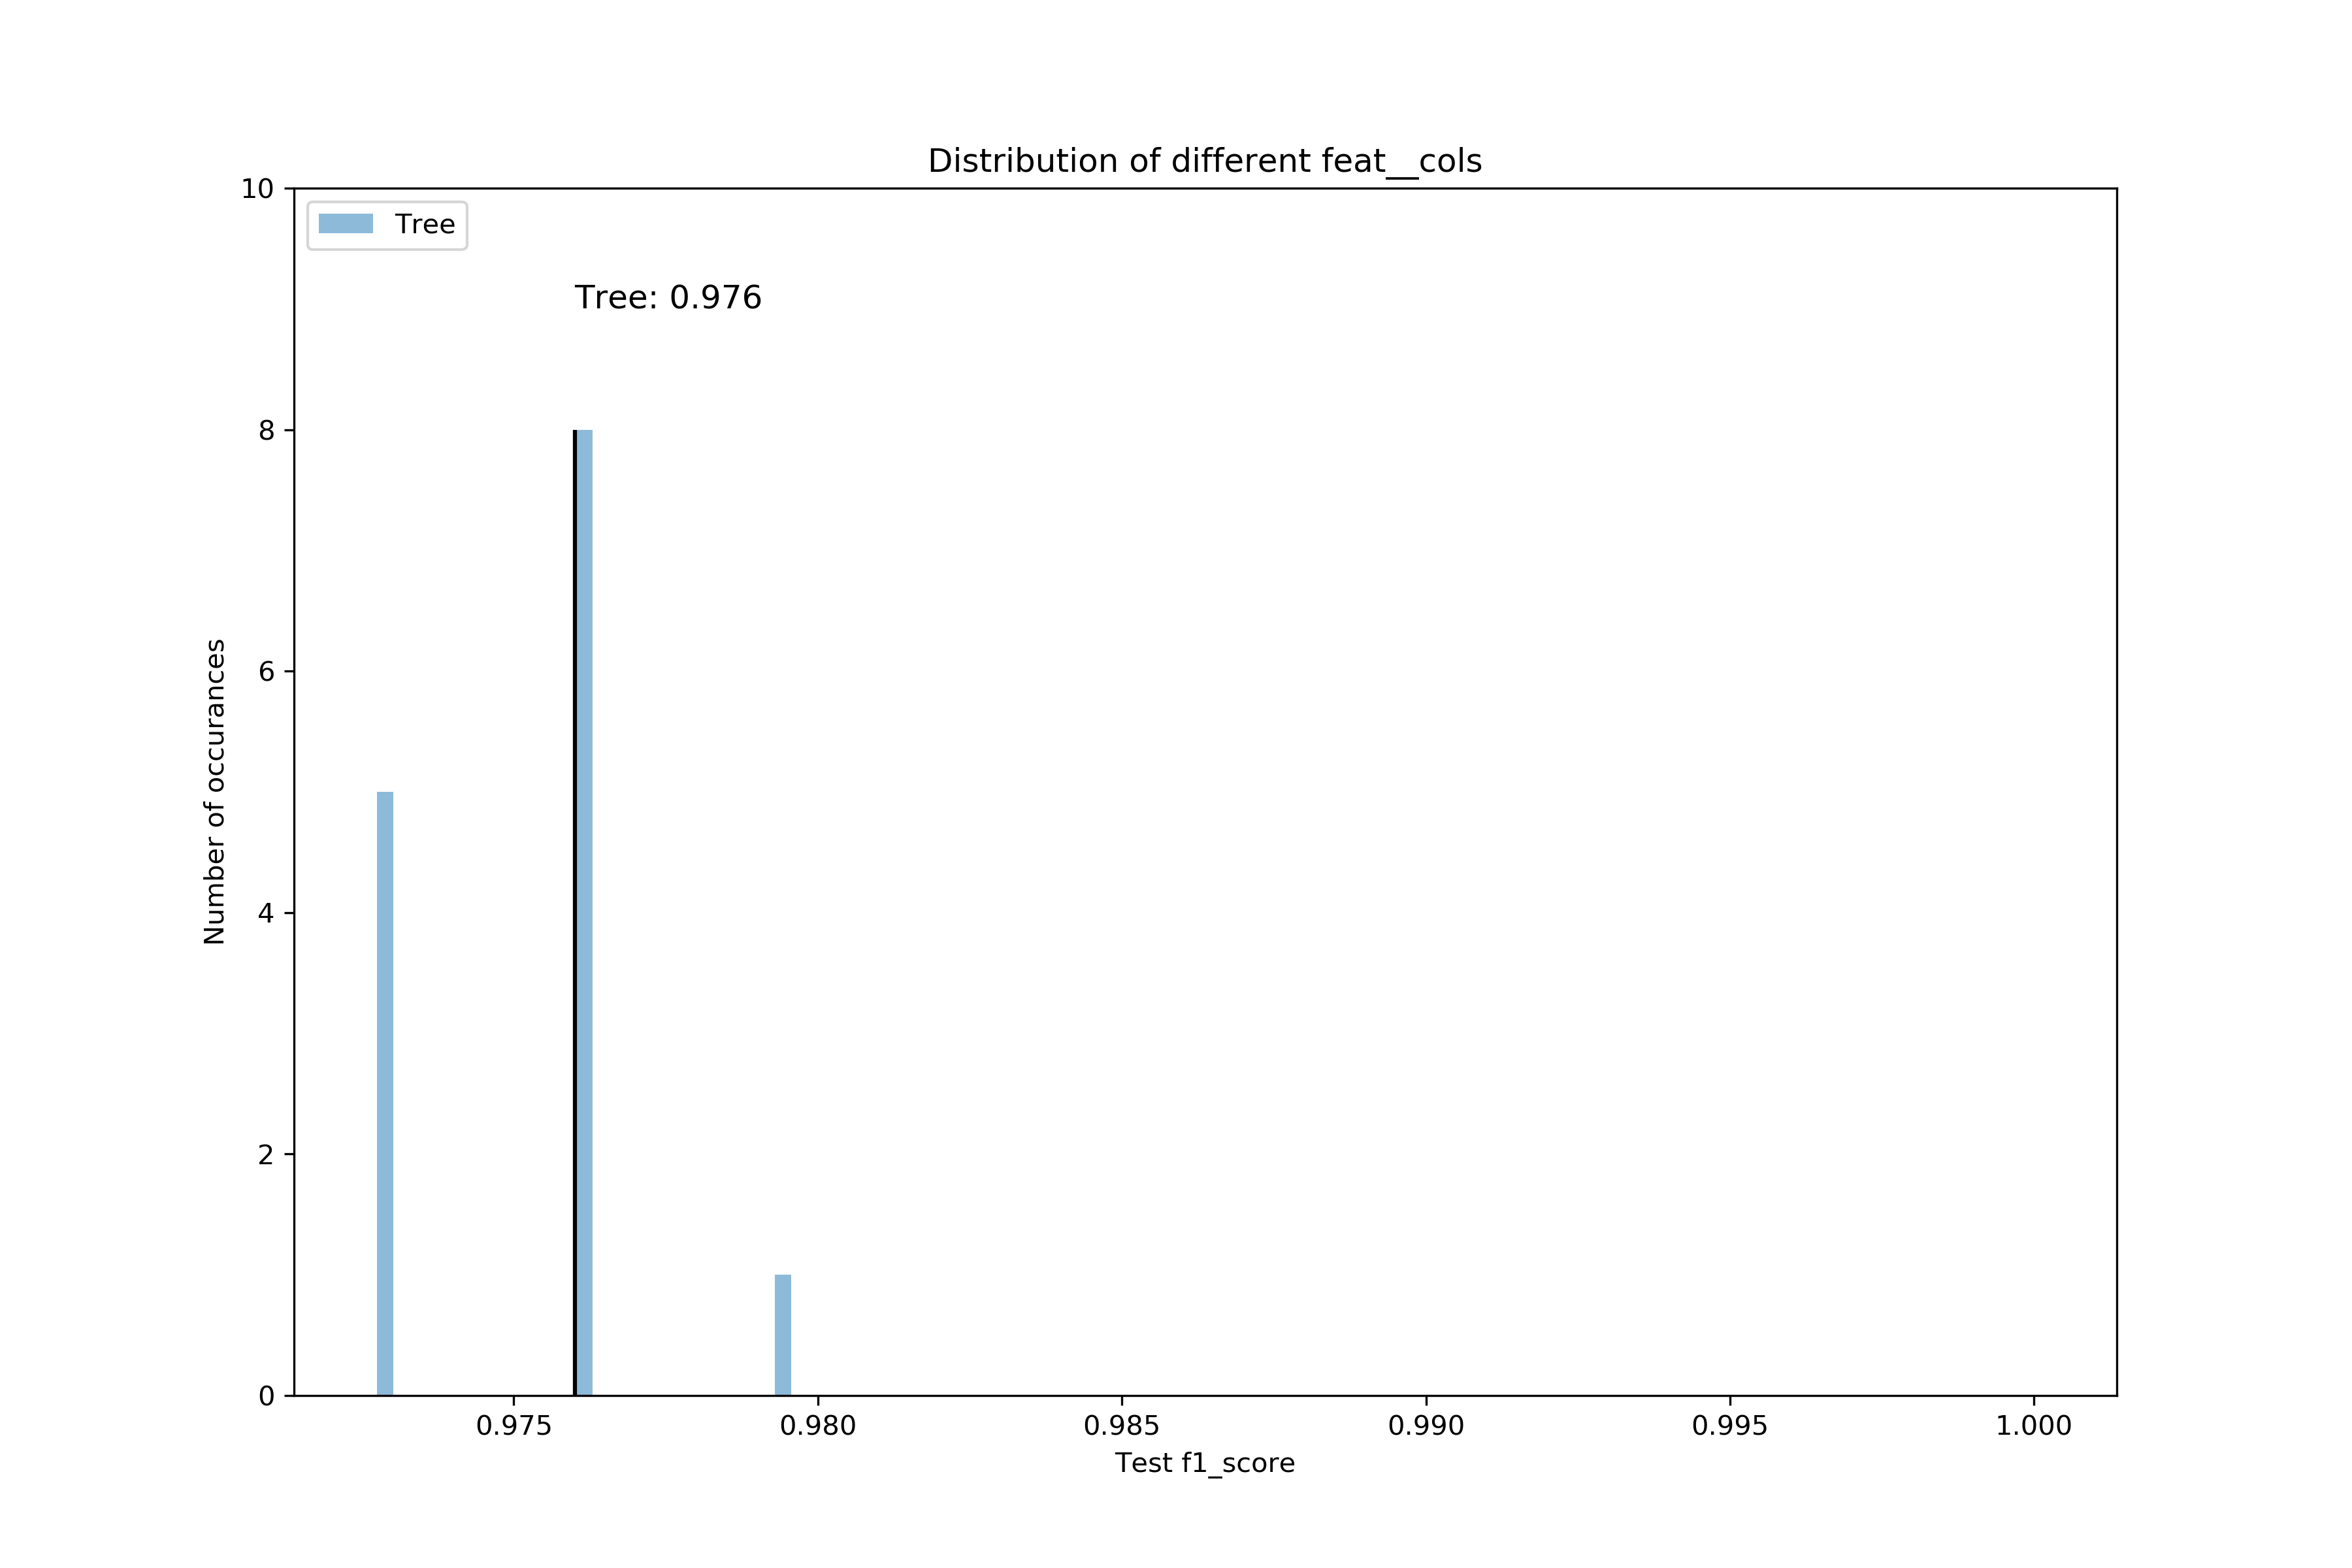 Distribution of different feat__cols
10
Tree
Tree: 0.976
8
6
4
2
0
Number of occurances
0.975 0.980 0.985 0.990 0.995 1.000
Test f1_score